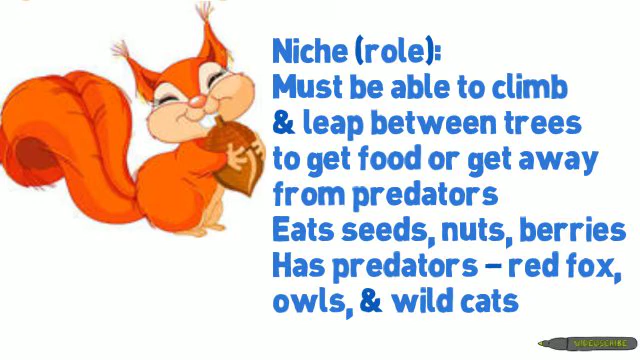 Niche (role):
Must be able to climb
& leap between trees
to get food or get away
from predators
Eats seeds, nuts, berries
Has predators – red fox,
owls, & wild cats
VIDEOSCRIBE